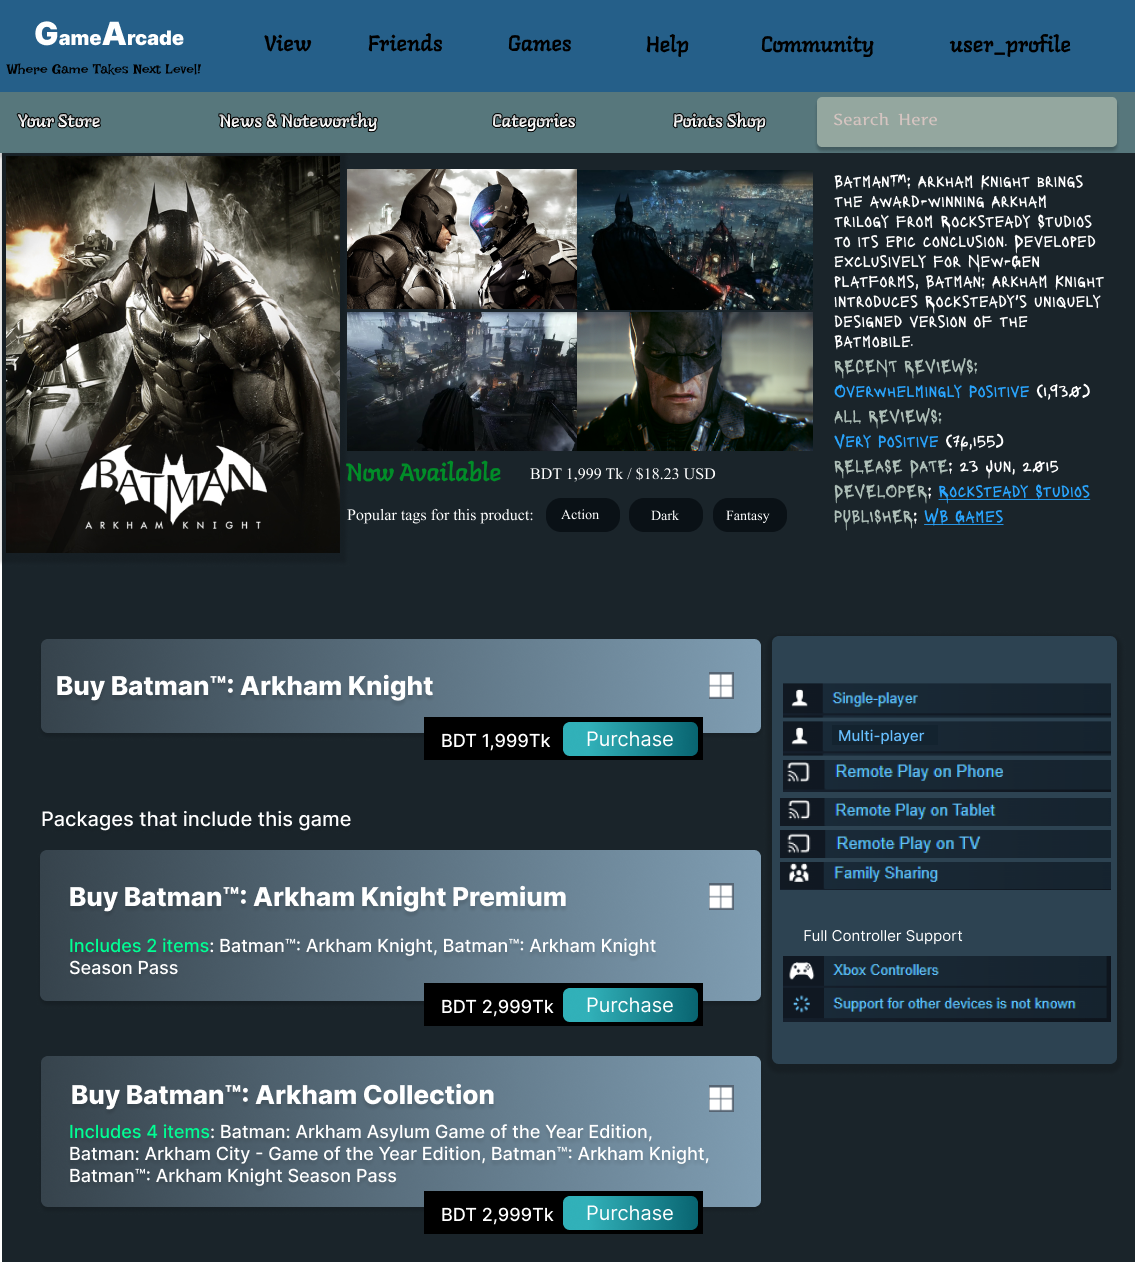 GameArcade
Where Game Takes Next Level!
View Friends Games Help Community user_profile
Your Store News & Noteworthy Categories Points Shop Search Here
BATMAN
ARKHAM KNIGHT
Now Available BDT 1,999 Tk / $18.23 USD
Popular tags for this product: Action Dark Fantasy
Batman™: Arkham Knight brings
the award-winning Arkham
trilogy from Rocksteady Studios
to its epic conclusion. Developed
exclusively for New-Gen
platforms, Batman: Arkham Knight
introduces Rocksteady's uniquely
designed version of the
Batmobile.
Recent Reviews:
Overwhelmingly Positive (1,930)
All Reviews:
Very Positive (76,155)
Release Date: 23 Jun, 2015
Developer: Rocksteady Studios
Publisher: WB Games
Buy Batman™: Arkham Knight
BDT 1,999Tk Purchase
Packages that include this game
Buy Batman™: Arkham Knight Premium
Includes 2 items: Batman™: Arkham Knight, Batman™: Arkham Knight
Season Pass
BDT 2,999Tk Purchase
Buy Batman™: Arkham Collection
Includes 4 items: Batman: Arkham Asylum Game of the Year Edition,
Batman: Arkham City - Game of the Year Edition, Batman™: Arkham Knight,
Batman™: Arkham Knight Season Pass
BDT 2,999Tk Purchase
Single-player
Multi-player
Remote Play on Phone
Remote Play on Tablet
Remote Play on TV
Family Sharing
Full Controller Support
Xbox Controllers
Support for other devices is not known